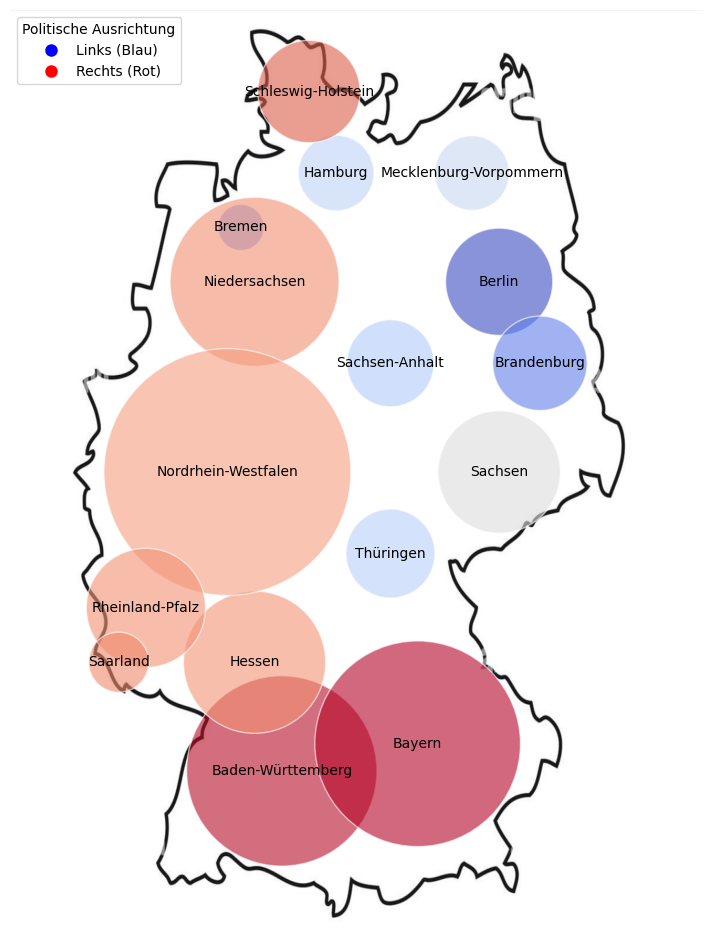 Politische Ausrichtung
Links (Blau)
Rechts (Rot)
Schleswig-Holstein
Hamburg
Mecklenburg-Vorpommern
Bremen
Niedersachsen
Berlin
Sachsen-Anhalt
Brandenburg
Nordrhein-Westfalen
Sachsen
Thüringen
Rheinland-Pfalz
Saarland
Hessen
Bayern
Baden-Württemberg